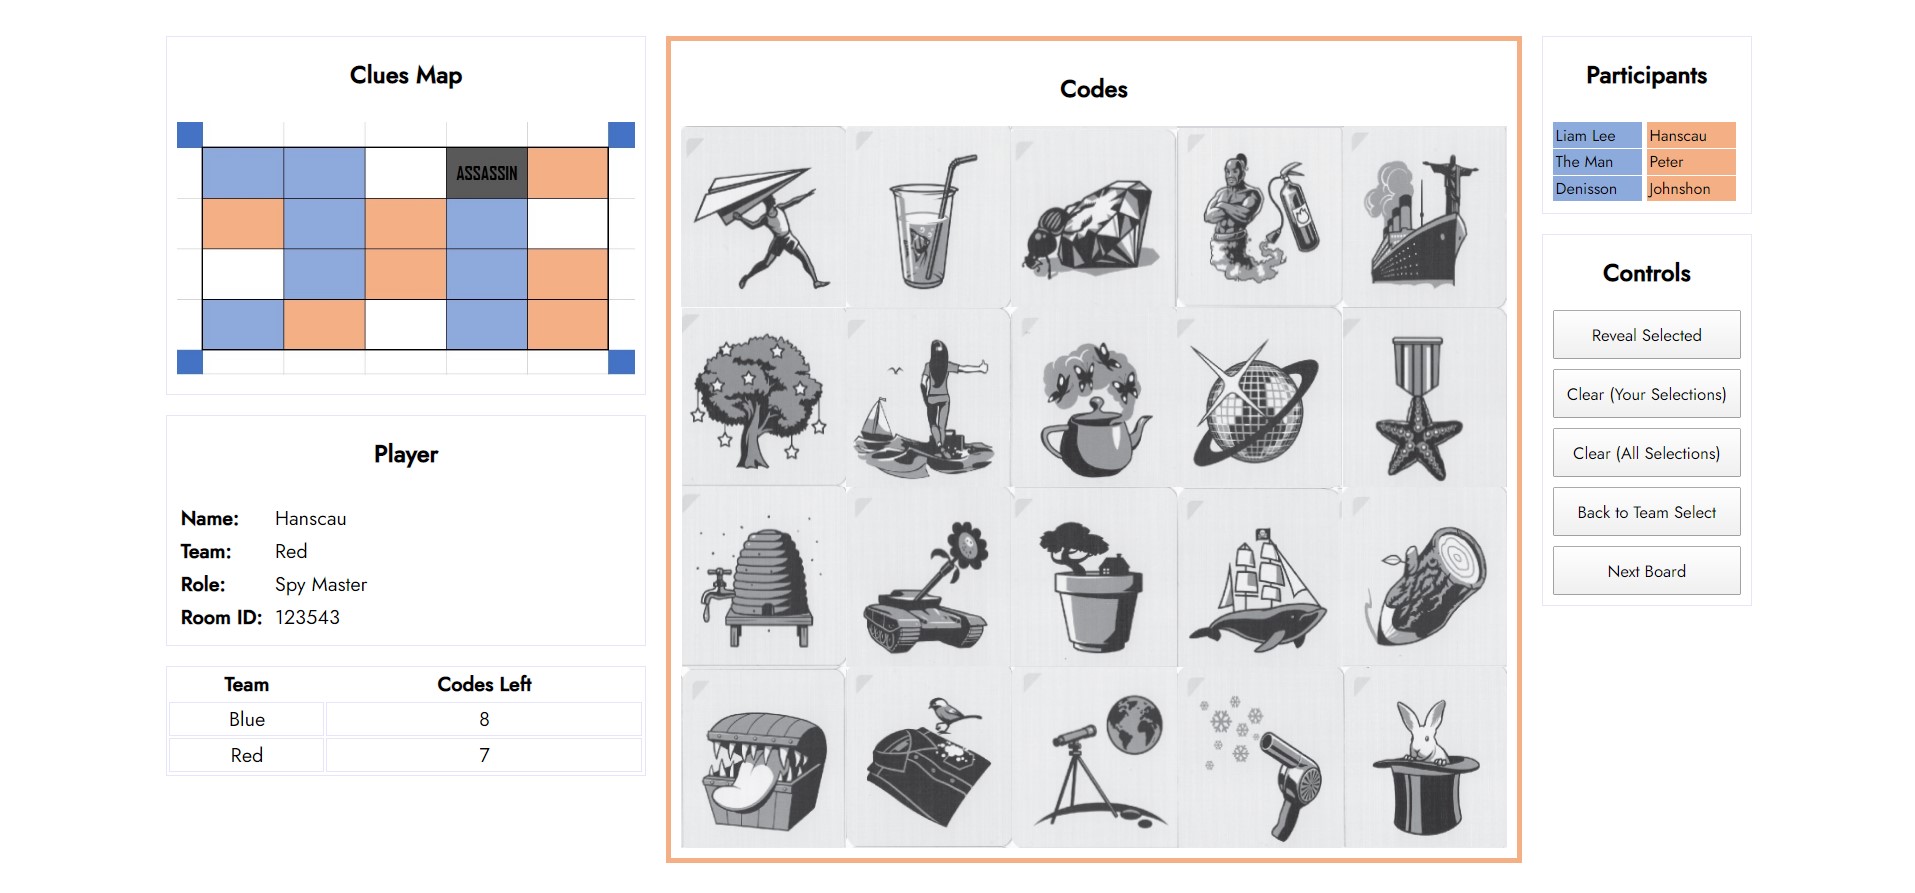 Clues Map
ASSASSIN
Player
Name: Hanscau
Team: Red
Role: Spy Master
Room ID: 123543
Team Codes Left
Blue 8
Red 7
Codes
Participants
Liam Lee Hanscau
The Man Peter
Denisson Johnshon
Controls
Reveal Selected
Clear (Your Selections)
Clear (All Selections)
Back to Team Select
Next Board